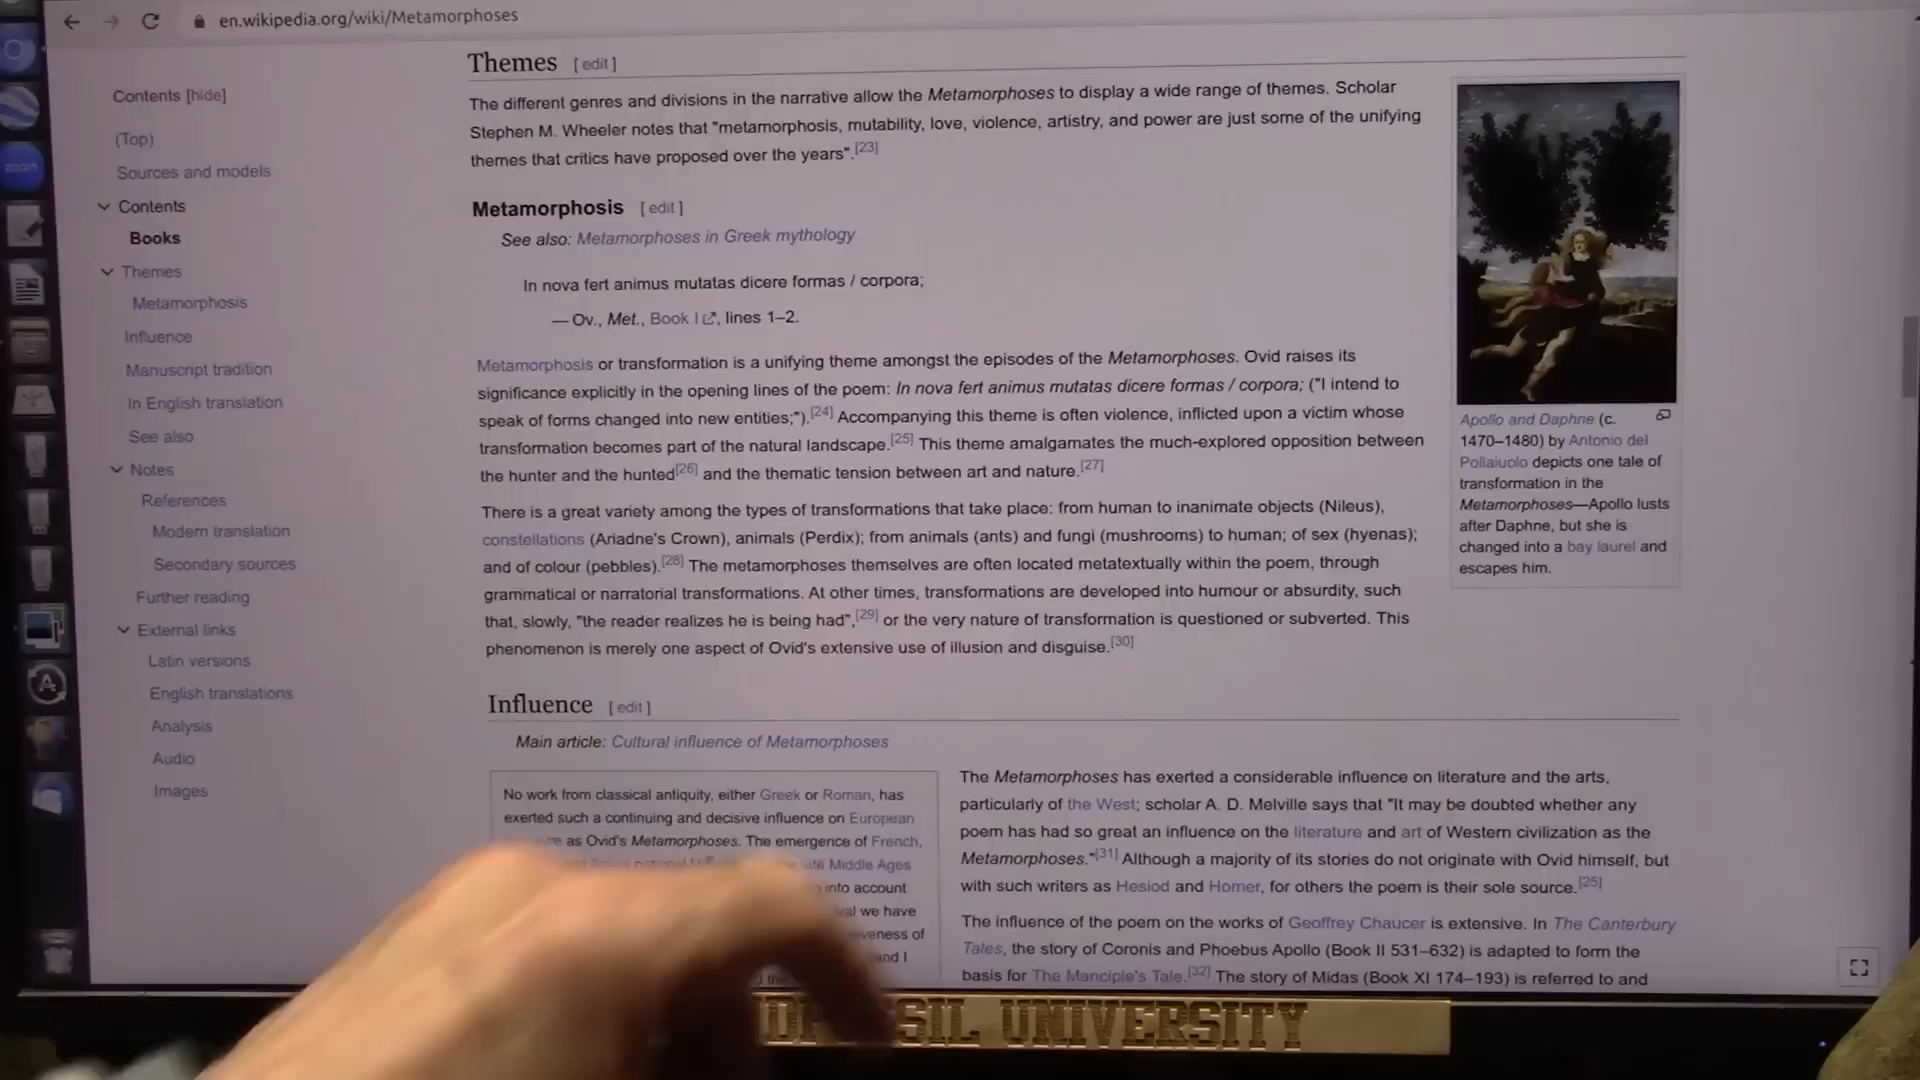 en.wikipedia.org/wiki/Metamorphoses
Contents [hide]
(Top)
Sources and models
Contents
Books
Themes
Metamorphosis
Influence
Manuscript tradition
In English translation
See also
Notes
References
Modern translation
Secondary sources
Further reading
External links
Latin versions
English translations
Analysis
Audio
Images
zoom
Themes [ edit ]
The different genres and divisions in the narrative allow the Metamorphoses to display a wide range of themes. Scholar
Stephen M. Wheeler notes that "metamorphosis, mutability, love, violence, artistry, and power are just some of the unifying
themes that critics have proposed over the years".[23]
Metamorphosis [ edit ]
See also: Metamorphoses in Greek mythology
In nova fert animus mutatas dicere formas / corpora;
— Ov., Met., Book I, lines 1–2.
Metamorphosis or transformation is a unifying theme amongst the episodes of the Metamorphoses. Ovid raises its
significance explicitly in the opening lines of the poem: In nova fert animus mutatas dicere formas / corpora; ("I intend to
speak of forms changed into new entities;").[24] Accompanying this theme is often violence, inflicted upon a victim whose
transformation becomes part of the natural landscape.[25] This theme amalgamates the much-explored opposition between
the hunter and the hunted[26] and the thematic tension between art and nature.[27]
There is a great variety among the types of transformations that take place: from human to inanimate objects (Nileus),
constellations (Ariadne's Crown), animals (Perdix); from animals (ants) and fungi (mushrooms) to human; of sex (hyenas);
and of colour (pebbles).[28] The metamorphoses themselves are often located metatextually within the poem, through
grammatical or narratorial transformations. At other times, transformations are developed into humour or absurdity, such
that, slowly, "the reader realizes he is being had",[29] or the very nature of transformation is questioned or subverted. This
phenomenon is merely one aspect of Ovid's extensive use of illusion and disguise.[30]
Apollo and Daphne (c.
1470–1480) by Antonio del
Pollaiuolo depicts one tale of
transformation in the
Metamorphoses—Apollo lusts
after Daphne, but she is
changed into a bay laurel and
escapes him.
Influence [ edit ]
Main article: Cultural influence of Metamorphoses
No work from classical antiquity, either Greek or Roman, has
exerted such a continuing and decisive influence on European
as Ovid's Metamorphoses. The emergence of French,
Middle Ages
into account
we have
of
and I
The Metamorphoses has exerted a considerable influence on literature and the arts,
particularly of the West; scholar A. D. Melville says that "It may be doubted whether any
poem has had so great an influence on the literature and art of Western civilization as the
Metamorphoses."[31] Although a majority of its stories do not originate with Ovid himself, but
with such writers as Hesiod and Homer, for others the poem is their sole source.[25]
The influence of the poem on the works of Geoffrey Chaucer is extensive. In The Canterbury
Tales, the story of Coronis and Phoebus Apollo (Book II 531–632) is adapted to form the
basis for The Manciple's Tale.[32] The story of Midas (Book XI 174–193) is referred to and
UNIVERSITY